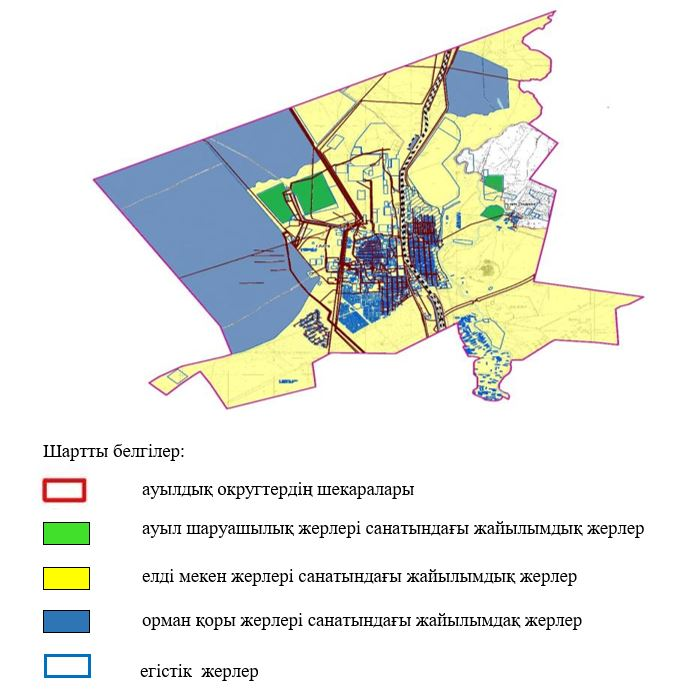 Шартты белгілер:
ауылдық округтердің шекаралары
ауыл шаруашылық жерлері санатындағы жайылымдық жерлер
елді мекен жерлері санатындағы жайылымдық жерлер
орман қоры жерлері санатындағы жайылымдақ жерлер
егістік жерлер